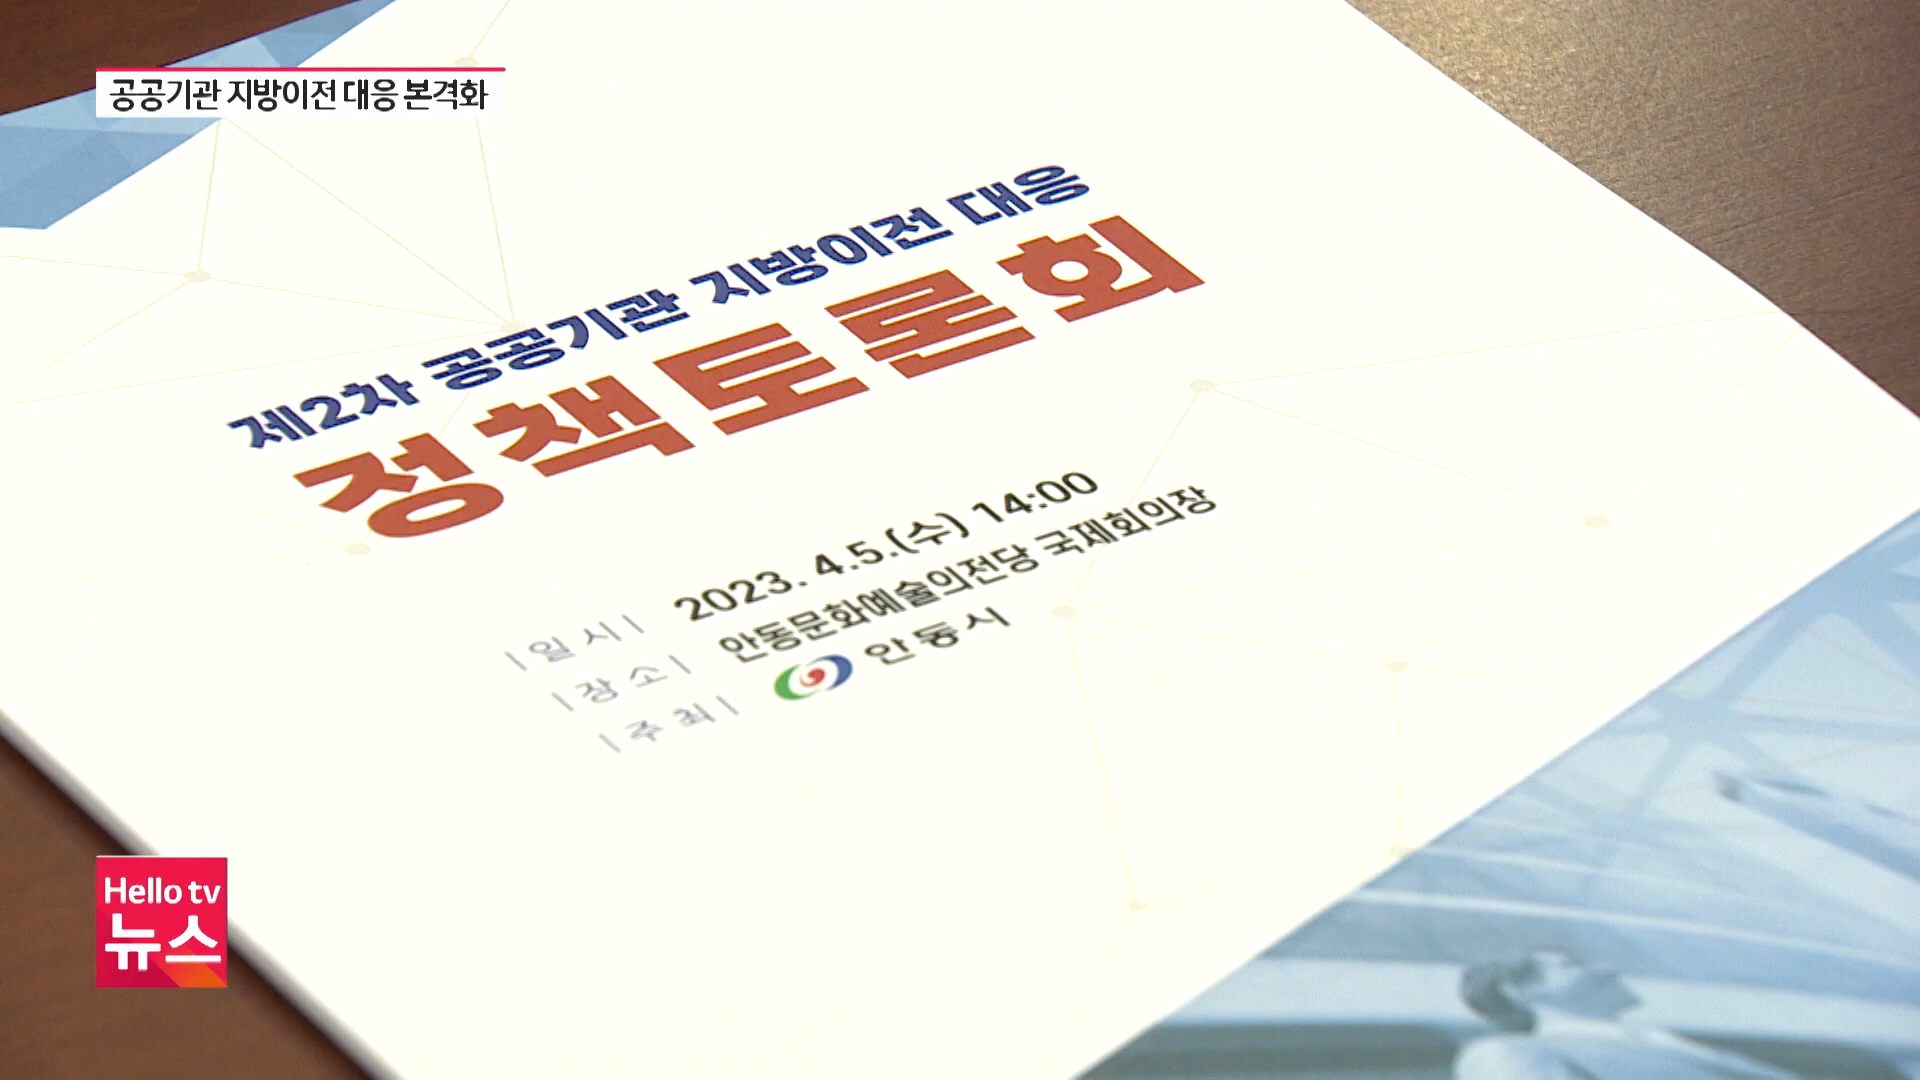 공공기관 지방이전 대응 본격화
제2차 공공기관 지방이전 대응
정책토론회
|일 시| 2023. 4. 5.(수) 14:00
|장 소| 안동문화예술의전당 국제회의장
|주 최| 안동시
Hello tv
뉴스